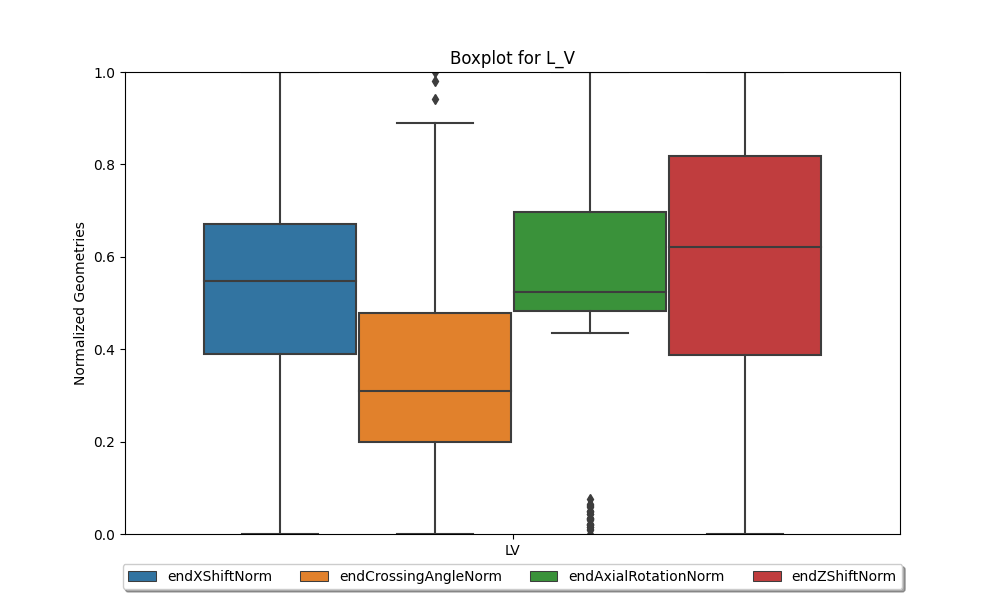 Boxplot for L_V
1.0
0.8
0.6
0.4
0.2
0.0
Normalized Geometries
LV
endXShiftNorm endCrossingAngleNorm endAxialRotationNorm endZShiftNorm